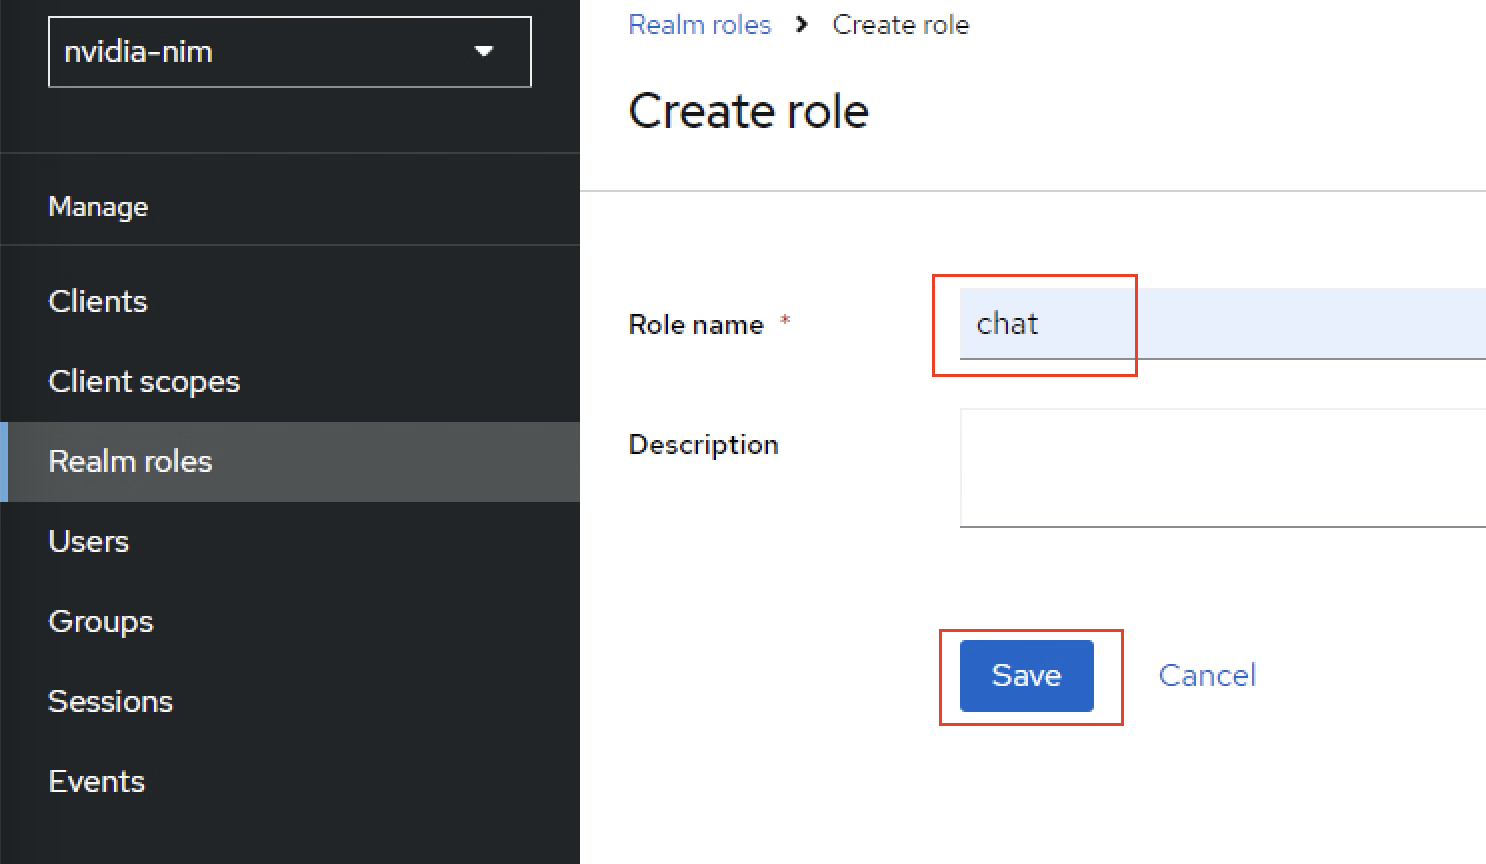 nvidia-nim
Manage
Clients
Client scopes
Realm roles
Users
Groups
Sessions
Events
Realm roles > Create role
Create role
Role name *
chat
Description
Save
Cancel